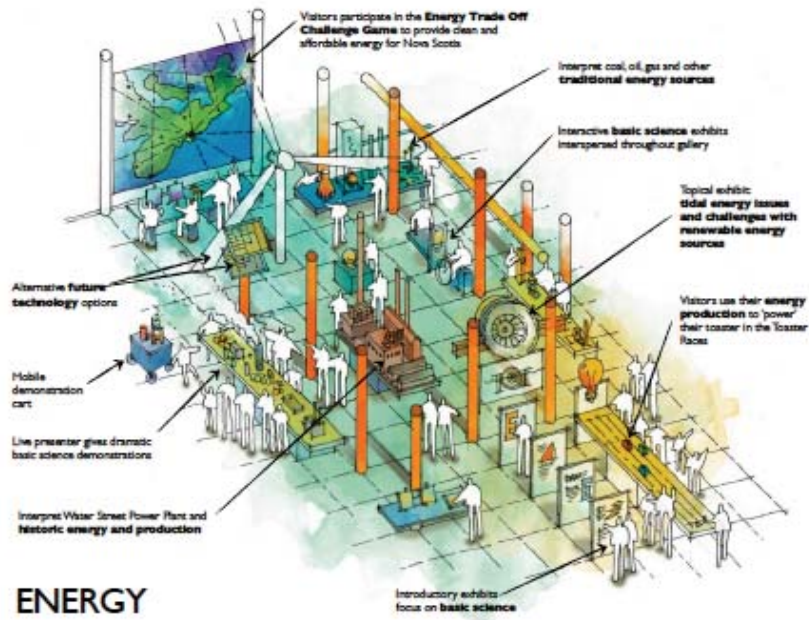 Visitors participate in the Energy Trade Off
Challenge Game to provide clean and
affordable energy for Nova Scotia
Interpret coal, oil, gas and other
traditional energy sources
Interactive basic science exhibits
interspersed throughout gallery
Topical exhibit:
tidal energy issues
and challenges with
renewable energy
sources
Alternative future
technology options
Visitors use their energy
production to 'power'
their toaster in the Toaster
Races
Mobile
demonstration
cart
Live presenter gives dramatic
basic science demonstrations
Interpret Water Street Power Plant and
historic energy and production
Introductory exhibits
focus on basic science
ENERGY
E